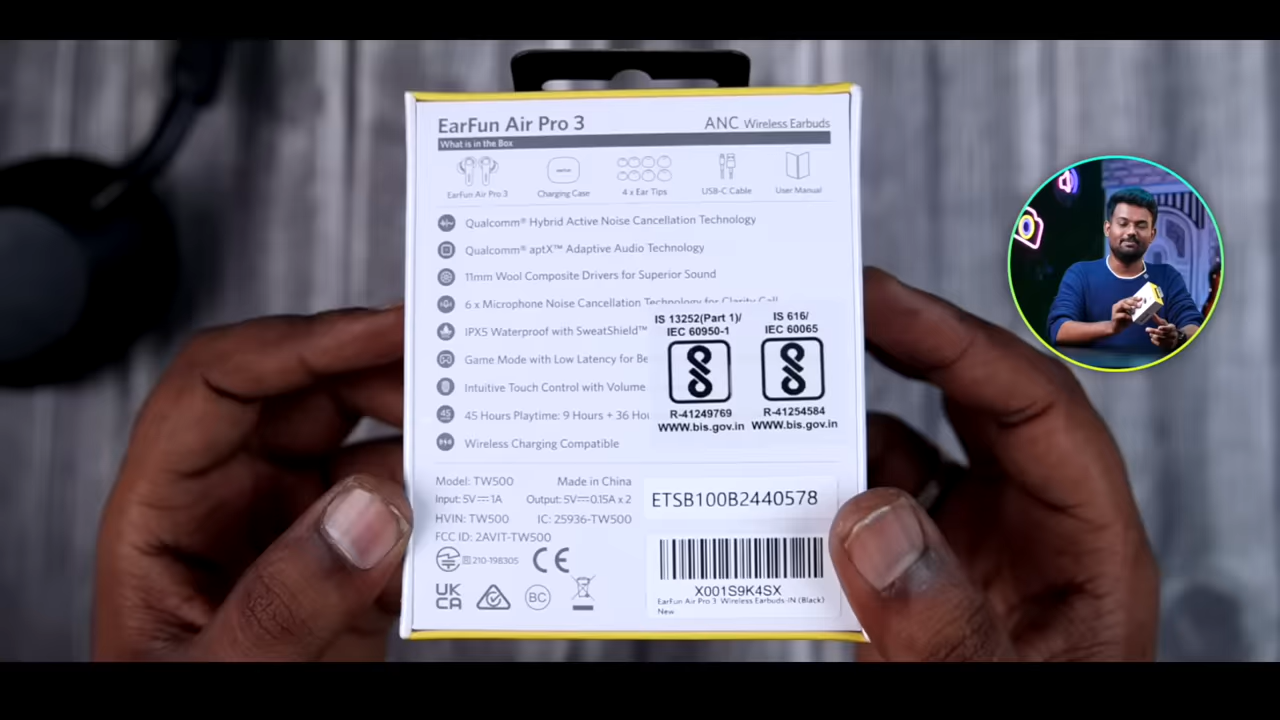 EarFun Air Pro 3
ANC Wireless Earbuds
What is in the Box
EarFun Air Pro 3
Charging Case
4 x Ear Tips
USB-C Cable
User Manual
Qualcomm® Hybrid Active Noise Cancellation Technology
Qualcomm® aptX™ Adaptive Audio Technology
11mm Wool Composite Drivers for Superior Sound
6 x Microphone Noise Cancellation Technology for Clarity Call
IPX5 Waterproof with SweatShield™
Game Mode with Low Latency for Be
Intuitive Touch Control with Volume
45 Hours Playtime: 9 Hours + 36 Hou
Wireless Charging Compatible
IS 13252(Part 1)/
IEC 60950-1
R-41249769
WWW.bis.gov.in
IS 616/
IEC 60065
R-41254584
WWW.bis.gov.in
Model: TW500
Made in China
Input: 5V⎓1A
Output: 5V⎓0.15A x 2
HVIN: TW500
IC: 25936-TW500
FCC ID: 2AVIT-TW500
210-198305
CE
UK
CA
BC
ETSB100B2440578
X001S9K4SX
EarFun Air Pro 3 Wireless Earbuds-IN (Black)
New